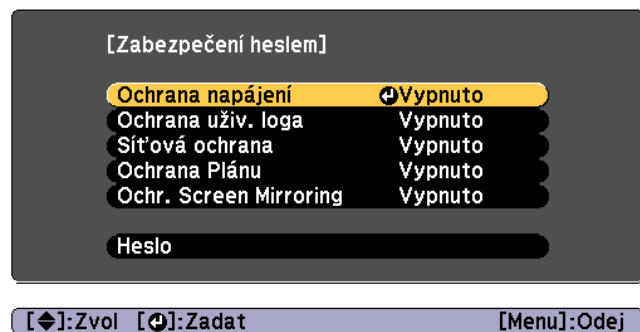 [Zabezpečení heslem]
Ochrana napájení Vypnuto
Ochrana uživ. loga Vypnuto
Síťová ochrana Vypnuto
Ochrana Plánu Vypnuto
Ochr. Screen Mirroring Vypnuto
Heslo
[◆]:Zvol [↵]:Zadat [Menu]:Odej